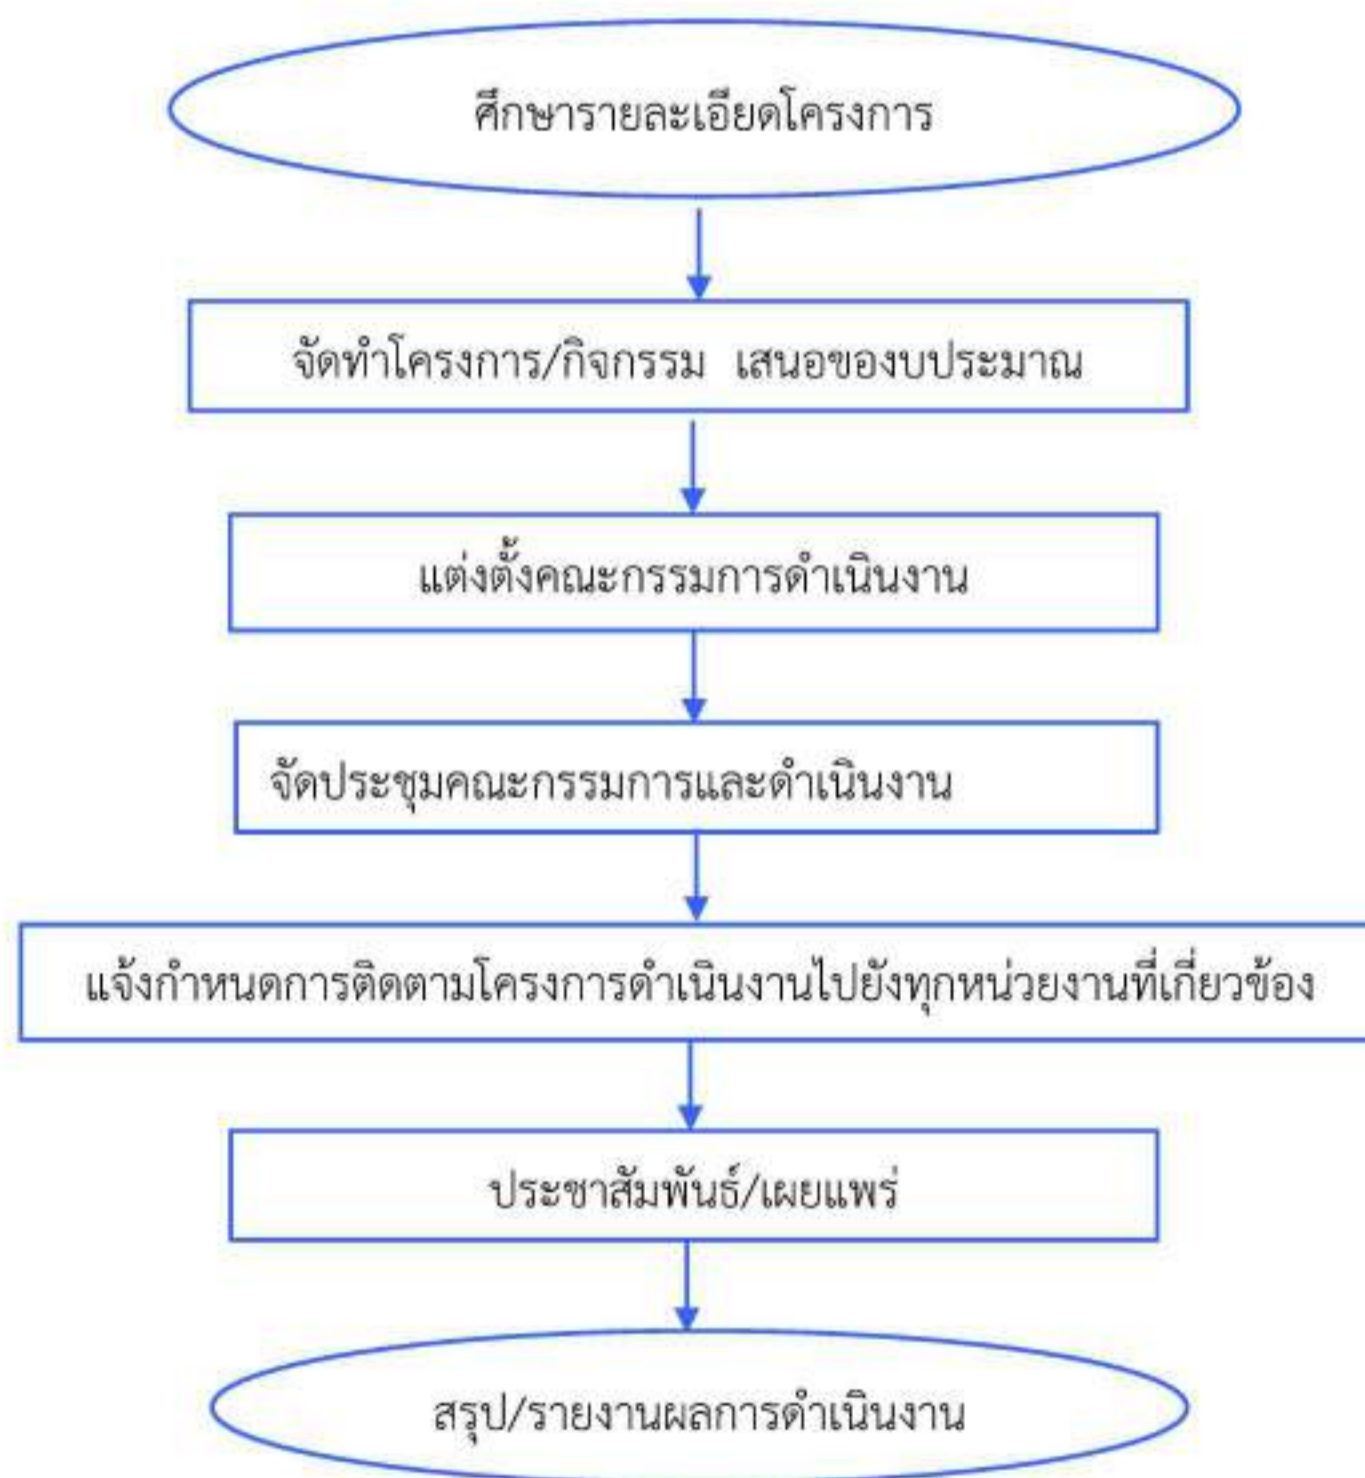 ศึกษารายละเอียดโครงการ
จัดทำโครงการ/กิจกรรม เสนอของบประมาณ
แต่งตั้งคณะกรรมการดำเนินงาน
จัดประชุมคณะกรรมการและดำเนินงาน
แจ้งกำหนดการติดตามโครงการดำเนินงานไปยังทุกหน่วยงานที่เกี่ยวข้อง
ประชาสัมพันธ์/เผยแพร่
สรุป/รายงานผลการดำเนินงาน